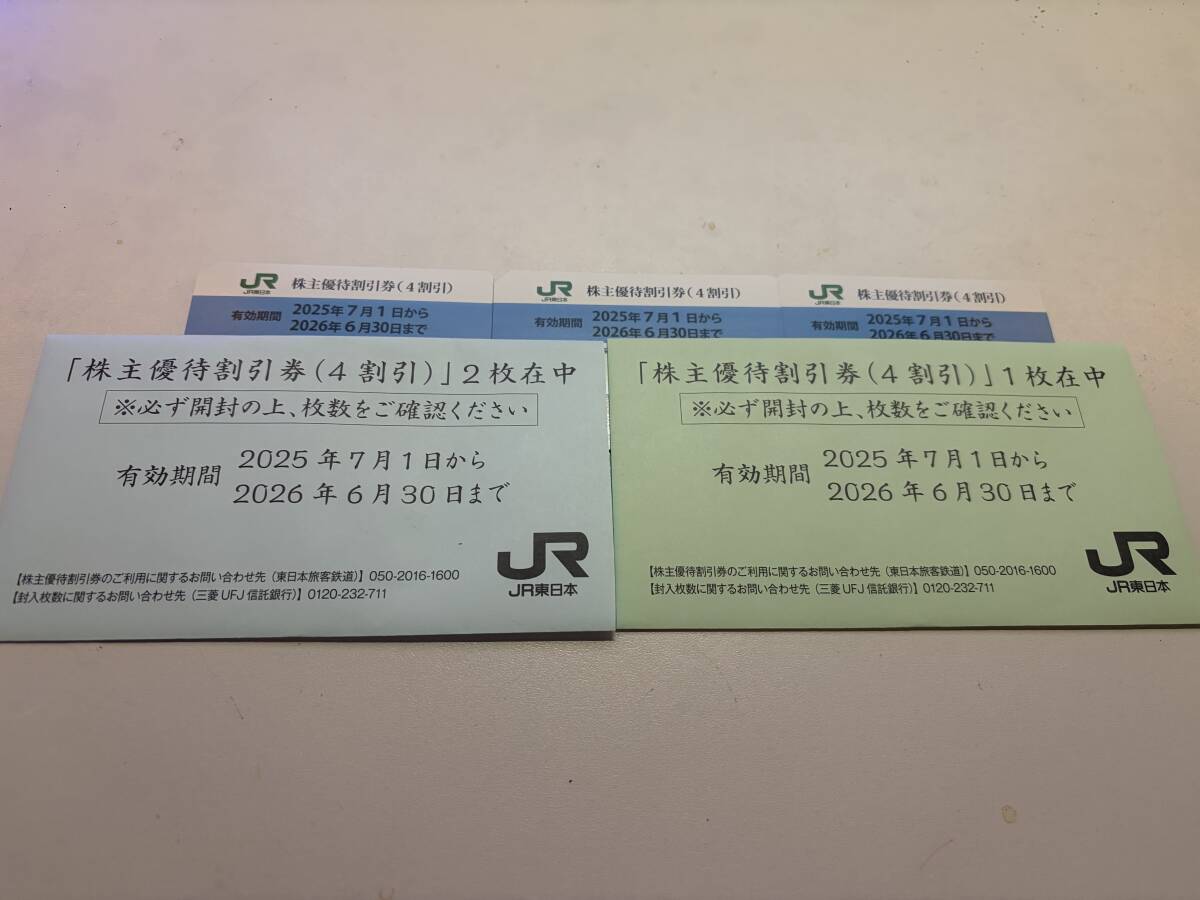 JR
JR東日本
株主優待割引券(4割引)
有効期間
2025年7月1日から
2026年6月30日まで
JR
JR東日本
株主優待割引券(4割引)
有効期間
2025年7月1日から
2026年6月30日まで
JR
JR東日本
株主優待割引券(4割引)
有効期間
2025年7月1日から
2026年6月30日まで
「株主優待割引券(4割引)」2枚在中
※必ず開封の上、枚数をご確認ください
有効期間
2025年7月1日から
2026年6月30日まで
JR
JR東日本
【株主優待割引券のご利用に関するお問い合わせ先(東日本旅客鉄道)】050-2016-1600
【封入枚数に関するお問い合わせ先(三菱UFJ信託銀行)】0120-232-711
「株主優待割引券(4割引)」1枚在中
※必ず開封の上、枚数をご確認ください
有効期間
2025年7月1日から
2026年6月30日まで
JR
JR東日本
【株主優待割引券のご利用に関するお問い合わせ先(東日本旅客鉄道)】050-2016-1600
【封入枚数に関するお問い合わせ先(三菱UFJ信託銀行)】0120-232-711